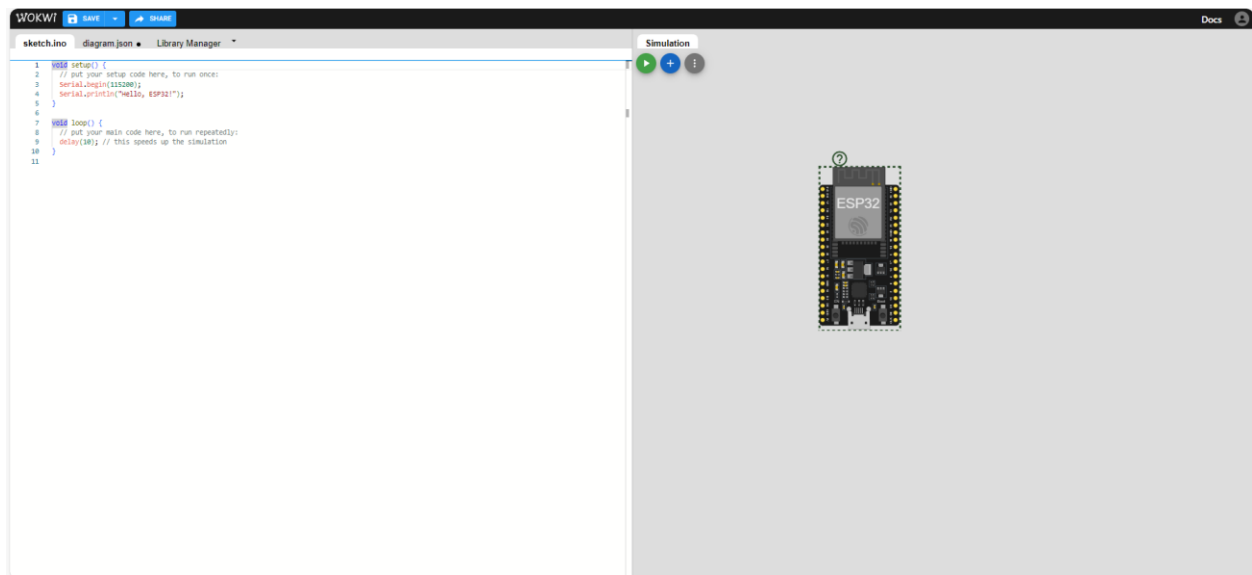 WOKWI SAVE SHARE Docs
sketch.ino diagram.json ● Library Manager
Simulation
1 void setup() {
2 // put your setup code here, to run once:
3 Serial.begin(115200);
4 Serial.println("Hello, ESP32!");
5 }
6
7 void loop() {
8 // put your main code here, to run repeatedly:
9 delay(10); // this speeds up the simulation
10 }
11
?
ESP32